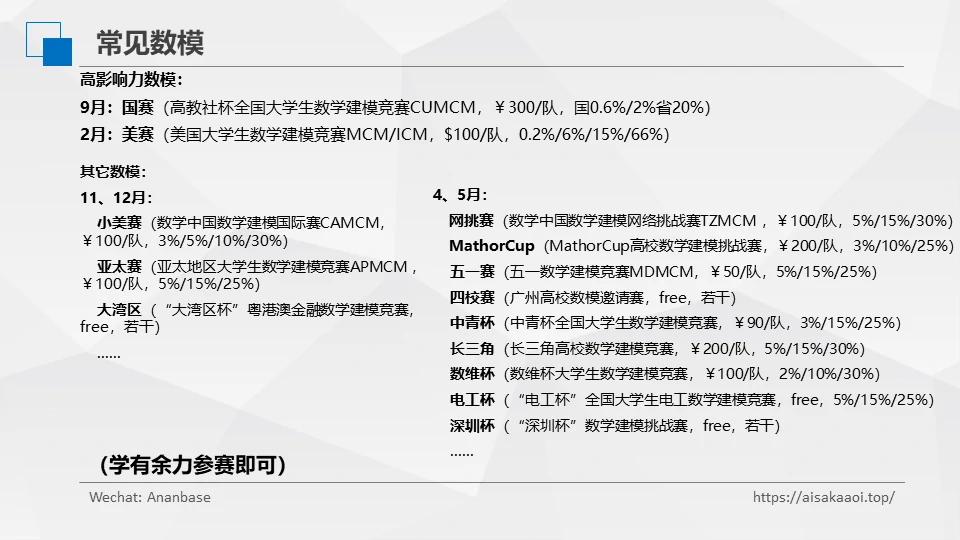 常见数模
高影响力数模：
9月：国赛（高教社杯全国大学生数学建模竞赛CUMCM，￥300/队，国0.6%/2%省20%）
2月：美赛（美国大学生数学建模竞赛MCM/ICM，$100/队，0.2%/6%/15%/66%）
其它数模：
11、12月：
小美赛（数学中国数学建模国际赛CAMCM，
￥100/队，3%/5%/10%/30%）
亚太赛（亚太地区大学生数学建模竞赛APMCM，
￥100/队，5%/15%/25%）
大湾区（“大湾区杯”粤港澳金融数学建模竞赛，
free，若干）
......
4、5月：
网挑赛（数学中国数学建模网络挑战赛TZMCM ，￥100/队，5%/15%/30%）
MathorCup（MathorCup高校数学建模挑战赛，￥200/队，3%/10%/25%）
五一赛（五一数学建模竞赛MDMCM，￥50/队，5%/15%/25%）
四校赛（广州高校数模邀请赛，free，若干）
中青杯（中青杯全国大学生数学建模竞赛，￥90/队，3%/15%/25%）
长三角（长三角高校数学建模竞赛，￥200/队，5%/15%/30%）
数维杯（数维杯大学生数学建模竞赛，￥100/队，2%/10%/30%）
电工杯（“电工杯”全国大学生电工数学建模竞赛，free，5%/15%/25%）
深圳杯（“深圳杯”数学建模挑战赛，free，若干）
......
（学有余力参赛即可）
Wechat: Ananbase
https://aisakaaoi.top/